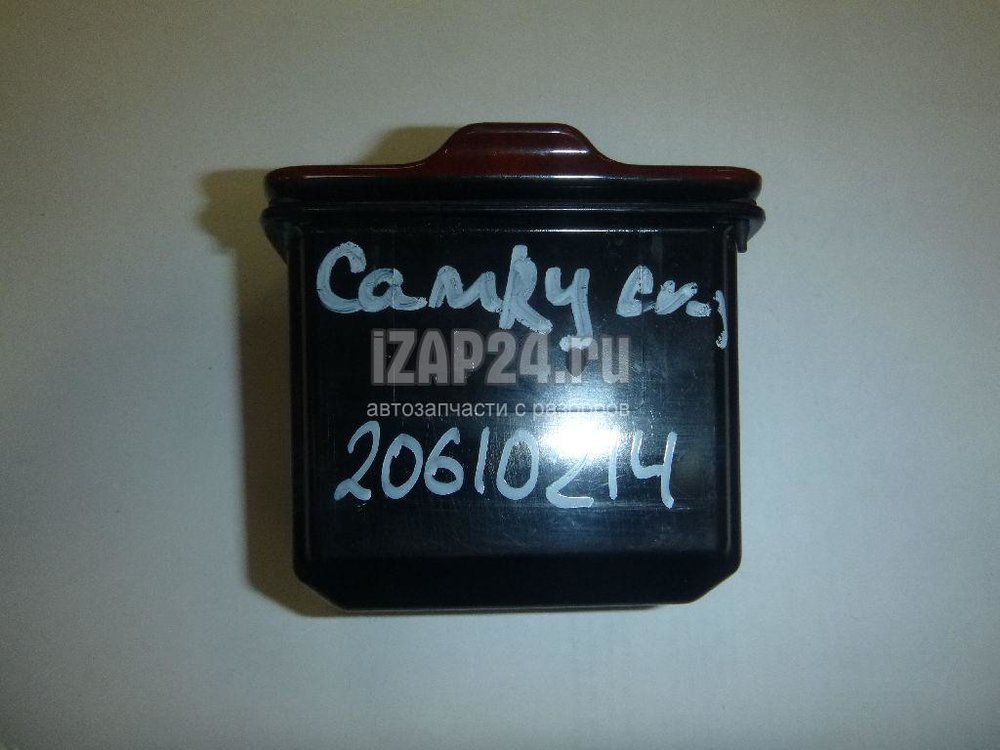 Camry
iZAP24.ru
автозапчасти с разборов
20610214